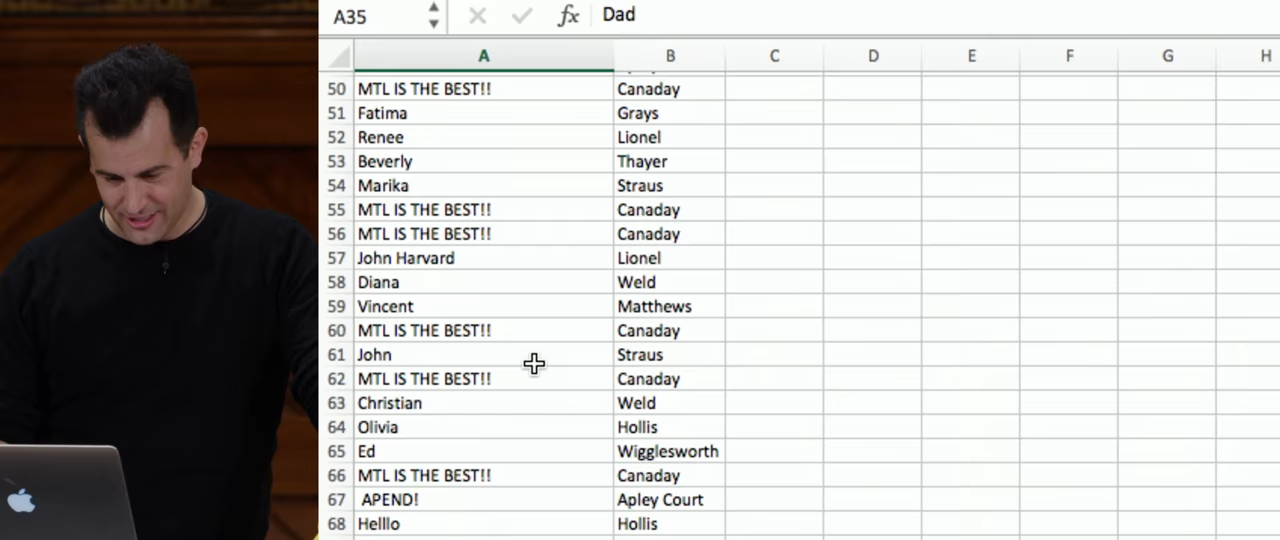 A35 fx Dad
A B C D E F G H
50 MTL IS THE BEST!! Canaday
51 Fatima Grays
52 Renee Lionel
53 Beverly Thayer
54 Marika Straus
55 MTL IS THE BEST!! Canaday
56 MTL IS THE BEST!! Canaday
57 John Harvard Lionel
58 Diana Weld
59 Vincent Matthews
60 MTL IS THE BEST!! Canaday
61 John Straus
62 MTL IS THE BEST!! Canaday
63 Christian Weld
64 Olivia Hollis
65 Ed Wigglesworth
66 MTL IS THE BEST!! Canaday
67 APEND! Apley Court
68 Helllo Hollis